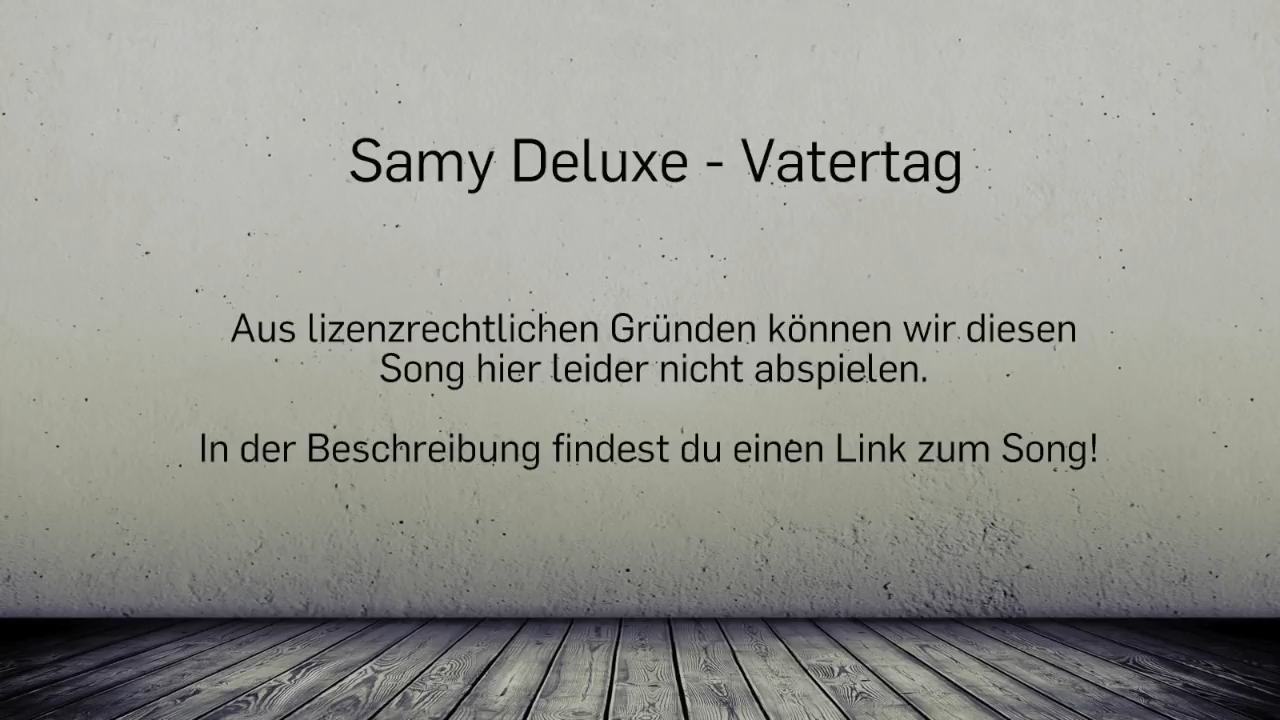 Samy Deluxe - Vatertag
Aus lizenzrechtlichen Gründen können wir diesen
Song hier leider nicht abspielen.
In der Beschreibung findest du einen Link zum Song!